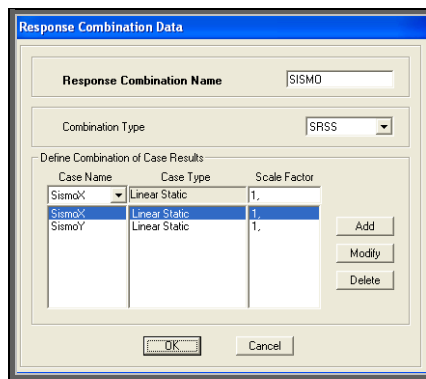 Response Combination Data
Response Combination Name SISMO
Combination Type SRSS
Define Combination of Case Results
Case Name Case Type Scale Factor
SismoX Linear Static 1,
SismoX Linear Static 1,
SismoY Linear Static 1,
Add
Modify
Delete
OK Cancel